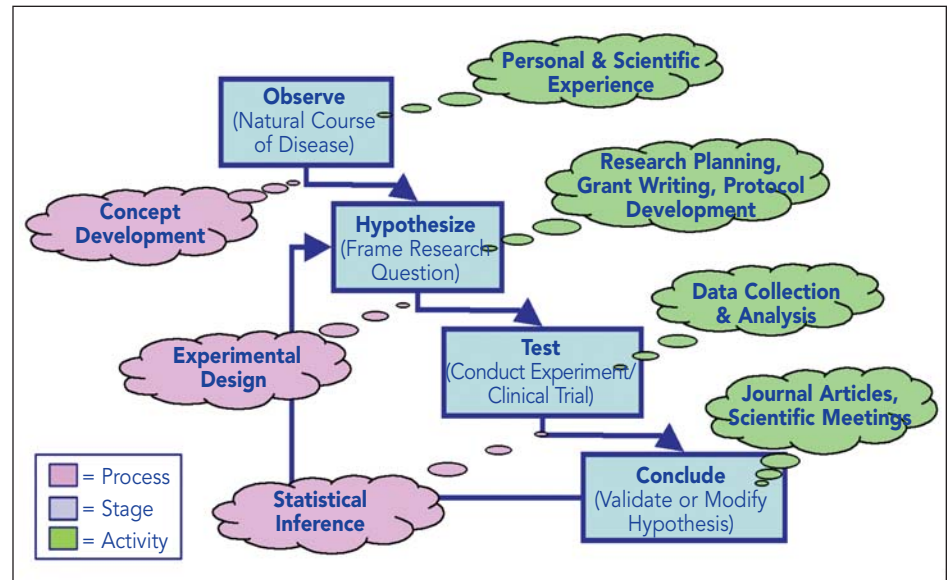 Personal & Scientific
Experience
Observe
(Natural Course
of Disease)
Research Planning,
Grant Writing, Protocol
Development
Concept
Development
Hypothesize
(Frame Research
Question)
Data Collection
& Analysis
Experimental
Design
Test
(Conduct Experiment/
Clinical Trial)
Journal Articles,
Scientific Meetings
= Process
= Stage
= Activity
Statistical
Inference
Conclude
(Validate or Modify
Hypothesis)